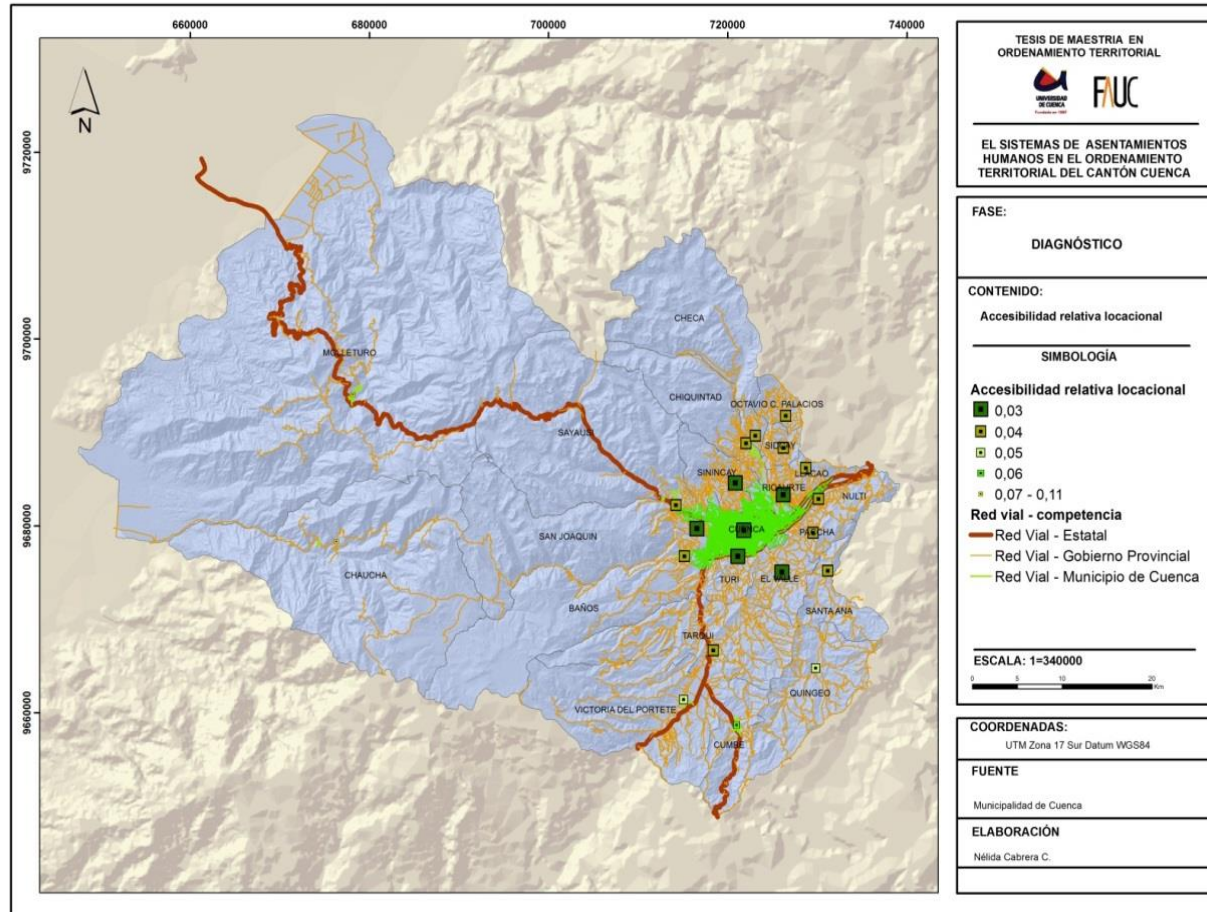 660000
680000
700000
720000
740000
9720000
9700000
9680000
9660000
N
CHECA
MOLLETURO
CHIQUINTAD
OCTAVIO C. PALACIOS
SAYAUSI
SIDCAY
SININCAY
LLACAO
RICAURTE
NULTI
CUENCA
SAN JOAQUIN
PACCHA
CHAUCHA
TURI
EL VALLE
BAÑOS
SANTA ANA
TARQUI
QUINGEO
VICTORIA DEL PORTETE
CUMBE
TESIS DE MAESTRIA EN
ORDENAMIENTO TERRITORIAL
UNIVERSIDAD
DE CUENCA
FAUC
EL SISTEMAS DE ASENTAMIENTOS
HUMANOS EN EL ORDENAMIENTO
TERRITORIAL DEL CANTÓN CUENCA
FASE:
DIAGNÓSTICO
CONTENIDO:
Accesibilidad relativa locacional
SIMBOLOGÍA
Accesibilidad relativa locacional
0,03
0,04
0,05
0,06
0,07 - 0,11
Red vial - competencia
Red Vial - Estatal
Red Vial - Gobierno Provincial
Red Vial - Municipio de Cuenca
ESCALA: 1=340000
0 5 10 20
Km
COORDENADAS:
UTM Zona 17 Sur Datum WGS84
FUENTE
Municipalidad de Cuenca
ELABORACIÓN
Nélida Cabrera C.